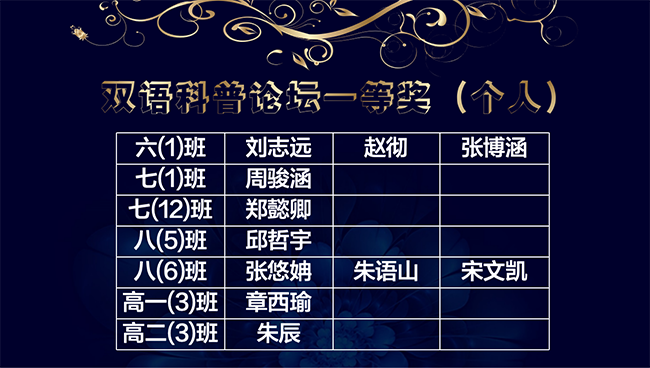 双语科普论坛一等奖（个人）
六(1)班 刘志远 赵彻 张博涵
七(1)班 周骏涵
七(12)班 郑懿卿
八(5)班 邱哲宇
八(6)班 张悠姌 朱语山 宋文凯
高一(3)班 章西瑜
高二(3)班 朱辰